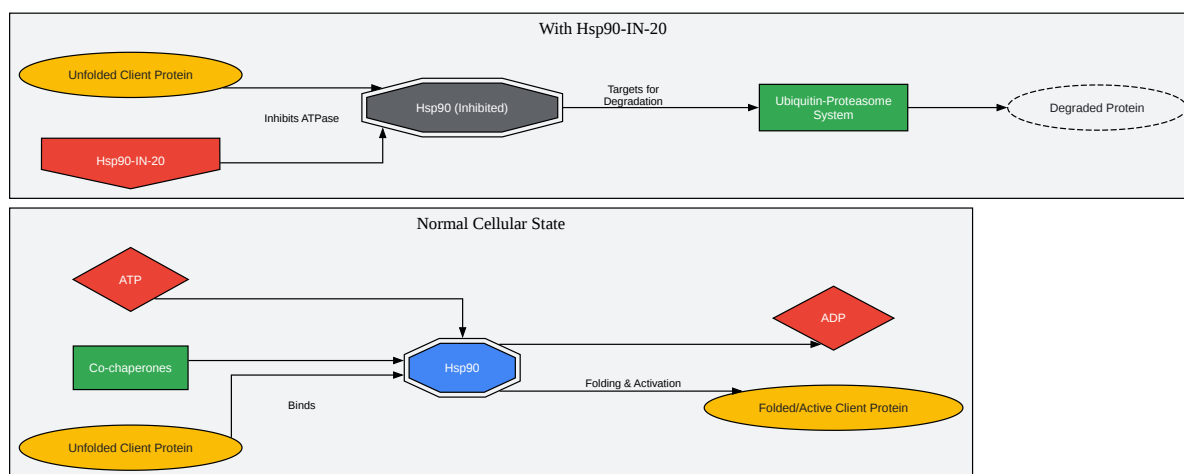 With Hsp90-IN-20
Unfolded Client Protein
Inhibits ATPase
Hsp90-IN-20
Hsp90 (Inhibited)
Targets for
Degradation
Ubiquitin-Proteasome
System
Degraded Protein
Normal Cellular State
ATP
Co-chaperones
Unfolded Client Protein
Binds
Hsp90
ADP
Folding & Activation
Folded/Active Client Protein